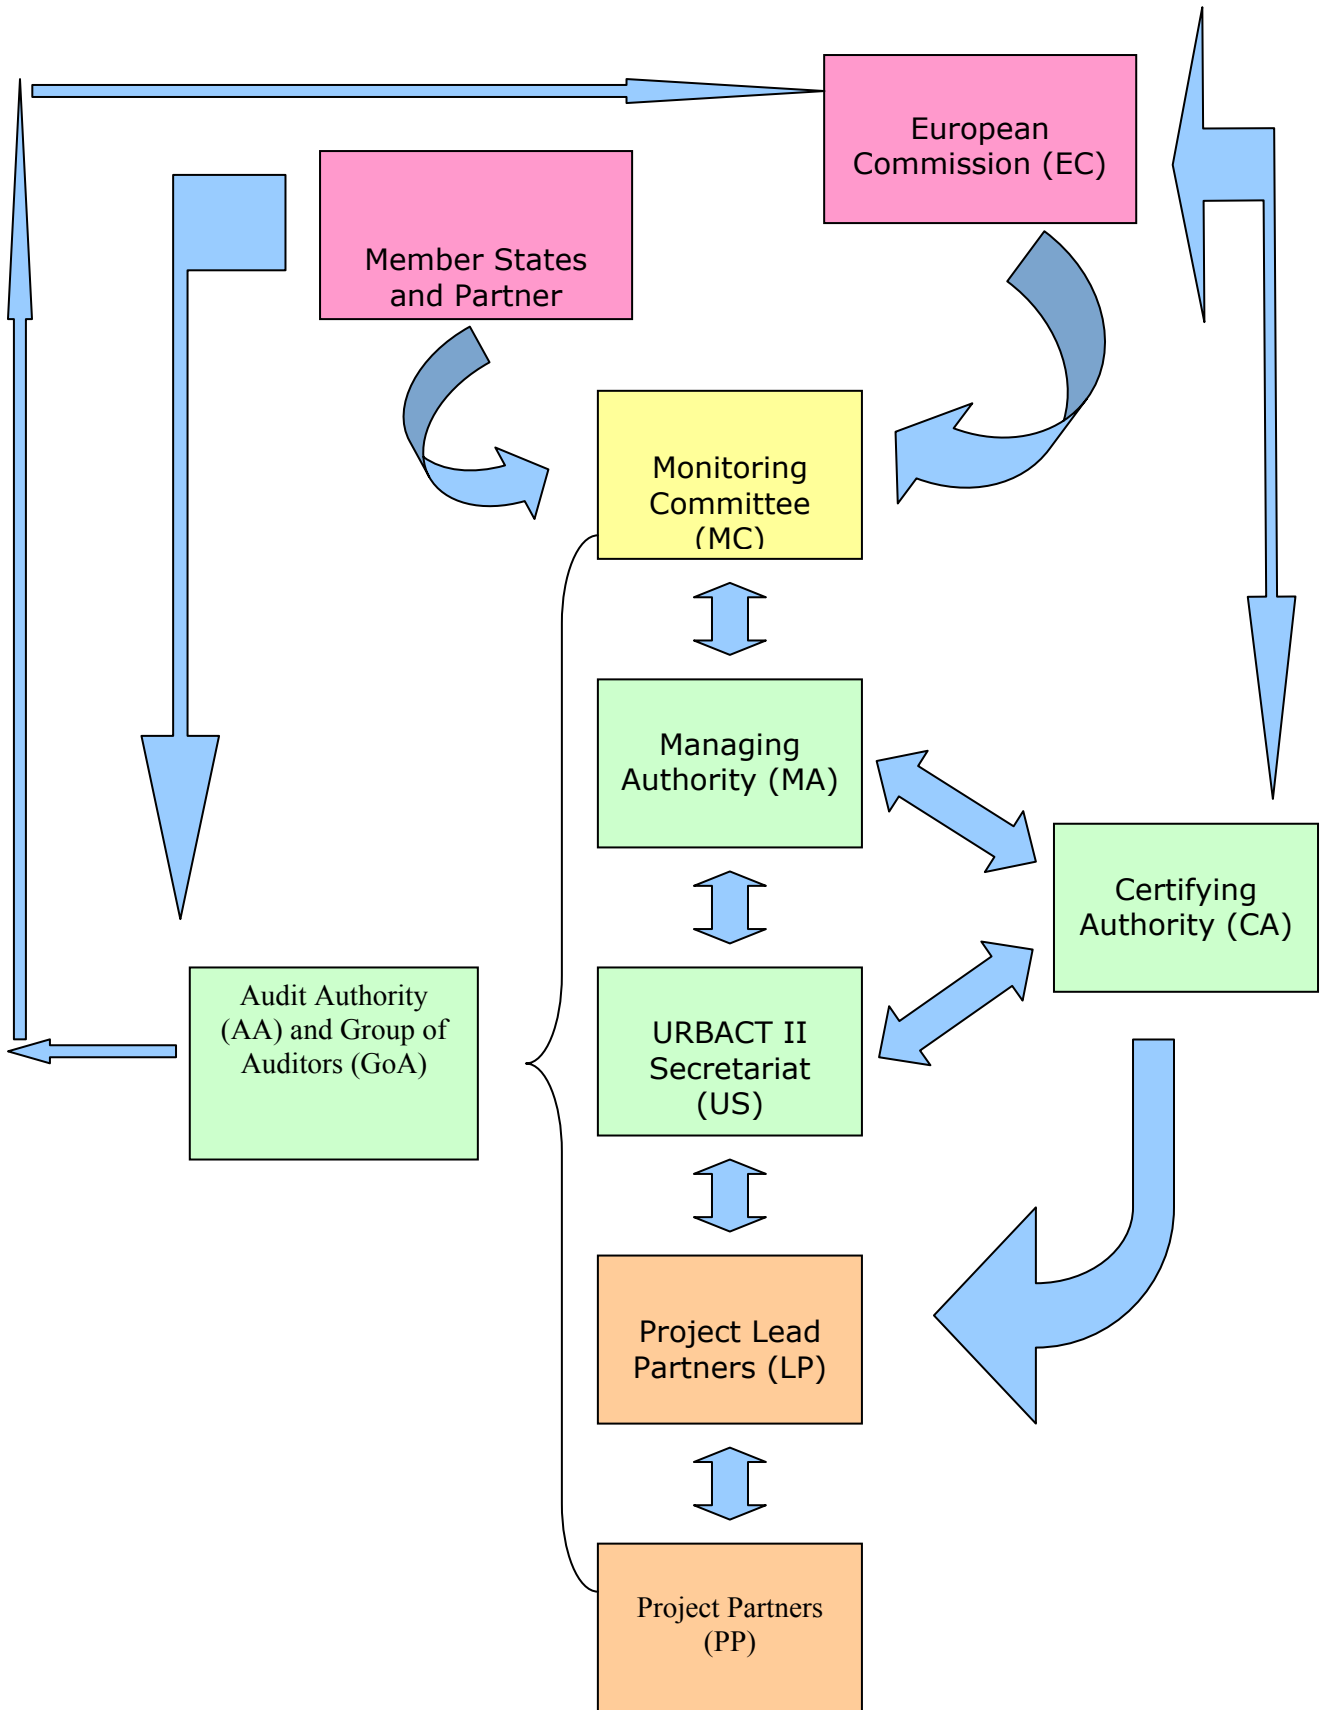 European
Commission (EC)
Member States
and Partner
Monitoring
Committee
(MC)
Managing
Authority (MA)
Certifying
Authority (CA)
Audit Authority
(AA) and Group of
Auditors (GoA)
URBACT II
Secretariat
(US)
Project Lead
Partners (LP)
Project Partners
(PP)